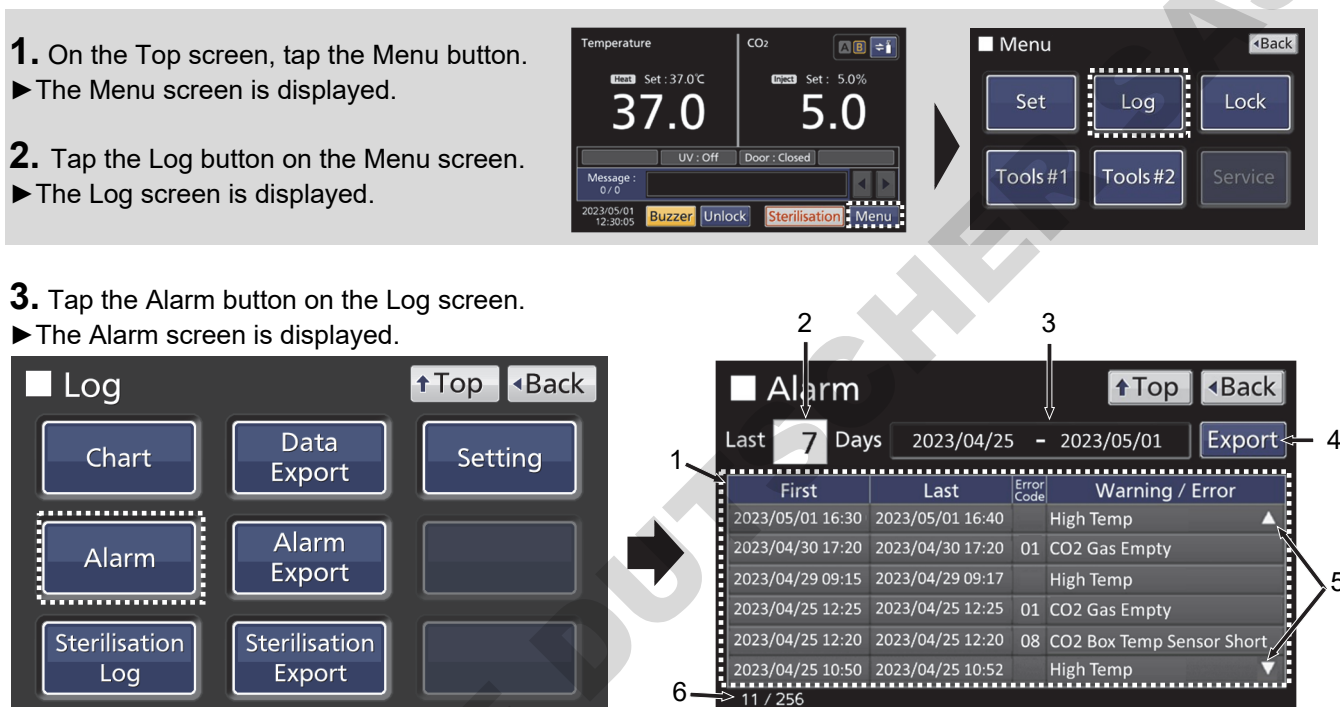 1. On the Top screen, tap the Menu button.
►The Menu screen is displayed.
2. Tap the Log button on the Menu screen.
►The Log screen is displayed.
Temperature
CO2
A B
Heat Set : 37.0℃
Inject Set : 5.0%
37.0
5.0
UV : Off
Door : Closed
Message :
0 / 0
2023/05/01
12:30:05
Buzzer
Unlock
Sterilisation
Menu
Menu
Back
Set
Log
Lock
Tools #1
Tools #2
Service
3. Tap the Alarm button on the Log screen.
►The Alarm screen is displayed.
Log
Top
Back
Chart
Data
Export
Setting
Alarm
Alarm
Export
Sterilisation
Log
Sterilisation
Export
2
3
Alarm
Top
Back
Last 7 Days 2023/04/25 - 2023/05/01 Export
4
1
First Last Error Code Warning / Error
2023/05/01 16:30 2023/05/01 16:40 High Temp
2023/04/30 17:20 2023/04/30 17:20 01 CO2 Gas Empty
2023/04/29 09:15 2023/04/29 09:17 High Temp
5
2023/04/25 12:25 2023/04/25 12:25 01 CO2 Gas Empty
2023/04/25 12:20 2023/04/25 12:20 08 CO2 Box Temp Sensor Short
2023/04/25 10:50 2023/04/25 10:52 High Temp
6
11 / 256